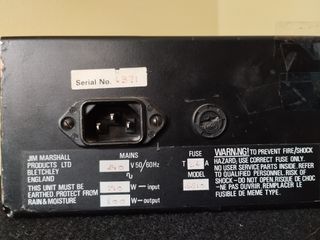 Serial No.
JIM MARSHALL
PRODUCTS LTD
BLETCHLEY
ENGLAND
THIS UNIT MUST BE
EARTHED. PROTECT FROM
RAIN & MOISTURE
MAINS
V 50/60Hz
W input
W output
FUSE
T A
MODEL
WARNING: TO PREVENT FIRE/SHOCK
HAZARD, USE CORRECT FUSE ONLY.
NO USER SERVICE PARTS INSIDE. REFER
TO QUALIFIED PERSONNEL. RISK OF
SHOCK - DO NOT OPEN. RISQUE DE CHOC
- NE PAS OUVRIR. REMPLACER LE
FUSIBLE DE MEME TYPE.